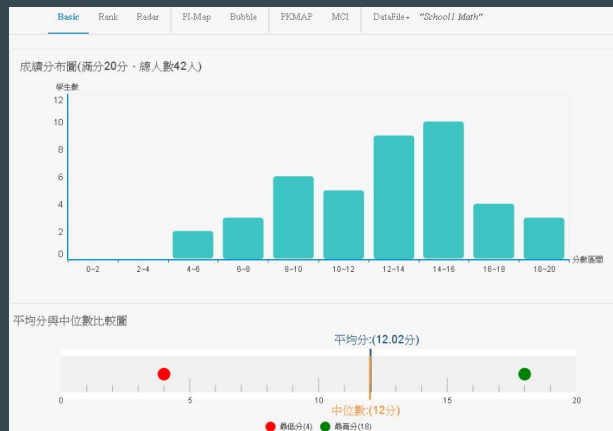 Basic Rank Radar PI-Map Bubble PKMAP MCI DataFile "School1 Math"
成績分布圖(滿分20分、總人數42人)
學生數
12
10
8
6
4
2
0
0~2 2~4 4~6 6~8 8~10 10~12 12~14 14~16 16~18 18~20 分數區間
平均分與中位數比較圖
平均分:(12.02分)
0 5 10 15 20
中位數:(12分)
最低分(4) 最高分(18)